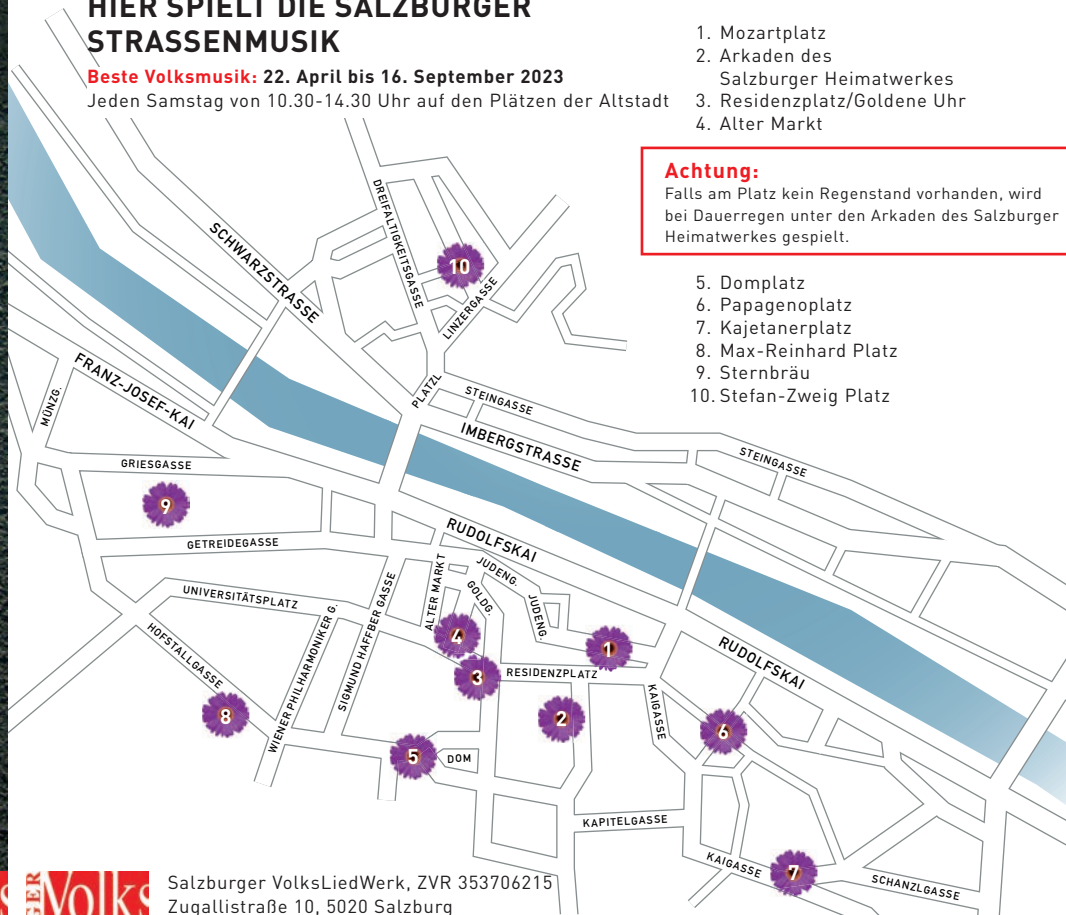 HIER SPIELT DIE SALZBURGER
STRASSENMUSIK
Beste Volksmusik: 22. April bis 16. September 2023
Jeden Samstag von 10.30-14.30 Uhr auf den Plätzen der Altstadt
1. Mozartplatz
2. Arkaden des
Salzburger Heimatwerkes
3. Residenzplatz/Goldene Uhr
4. Alter Markt
Achtung:
Falls am Platz kein Regenstand vorhanden, wird
bei Dauerregen unter den Arkaden des Salzburger
Heimatwerkes gespielt.
5. Domplatz
6. Papagenoplatz
7. Kajetanerplatz
8. Max-Reinhard Platz
9. Sternbräu
10. Stefan-Zweig Platz
DREIFALTIGKEITSGASSE
SCHWARZSTRASSE
10
LINZERGASSE
FRANZ-JOSEF-KAI
MÜNZG.
PLATZL
STEINGASSE
IMBERGSTRASSE
STEINGASSE
GRIESGASSE
9
GETREIDEGASSE
RUDOLFSKAI
JUDENG.
ALTER MARKT
GOLDG.
JUDENG.
UNIVERSITÄTSPLATZ
HOFSTALLGASSE
WIENER PHILHARMONIKER G.
SIGMUND HAFFBER GASSE
4
1
3
RESIDENZPLATZ
RUDOLFSKAI
KAIGASSE
8
2
6
5
DOM
KAPITELGASSE
KAIGASSE
7
SCHANZLGASSE
Volks
Salzburger VolksLiedWerk, ZVR 353706215
Zugallistraße 10, 5020 Salzburg